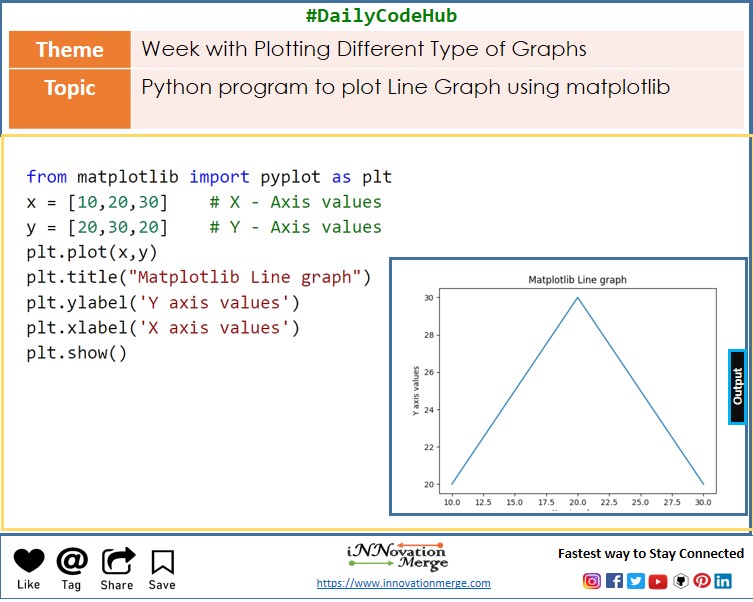 #DailyCodeHub
Theme
Week with Plotting Different Type of Graphs
Topic
Python program to plot Line Graph using matplotlib
from matplotlib import pyplot as plt
x = [10,20,30]    # X - Axis values
y = [20,30,20]    # Y - Axis values
plt.plot(x,y)
plt.title("Matplotlib Line graph")
plt.ylabel('Y axis values')
plt.xlabel('X axis values')
plt.show()
Matplotlib Line graph
Y axis values
30
28
26
24
22
20
10.0 12.5 15.0 17.5 20.0 22.5 25.0 27.5 30.0
Output
Like
Tag
Share
Save
iNNovation
Merge
https://www.innovationmerge.com
Fastest way to Stay Connected